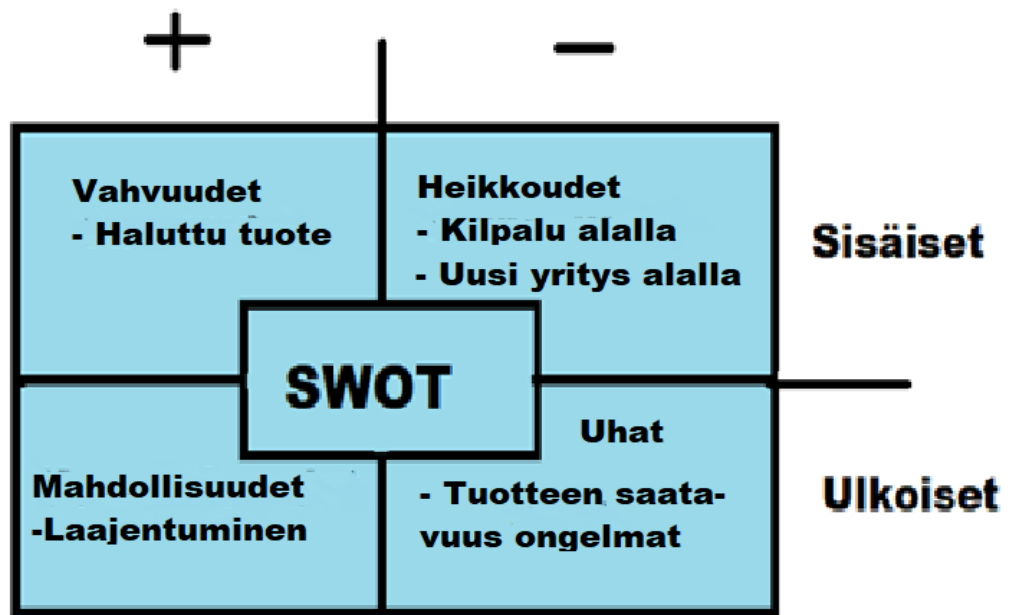 + −
Vahvuudet
- Haluttu tuote
Heikkoudet
- Kilpalu alalla
- Uusi yritys alalla
Sisäiset
SWOT
Mahdollisuudet
-Laajentuminen
Uhat
- Tuotteen saata-
vuus ongelmat
Ulkoiset